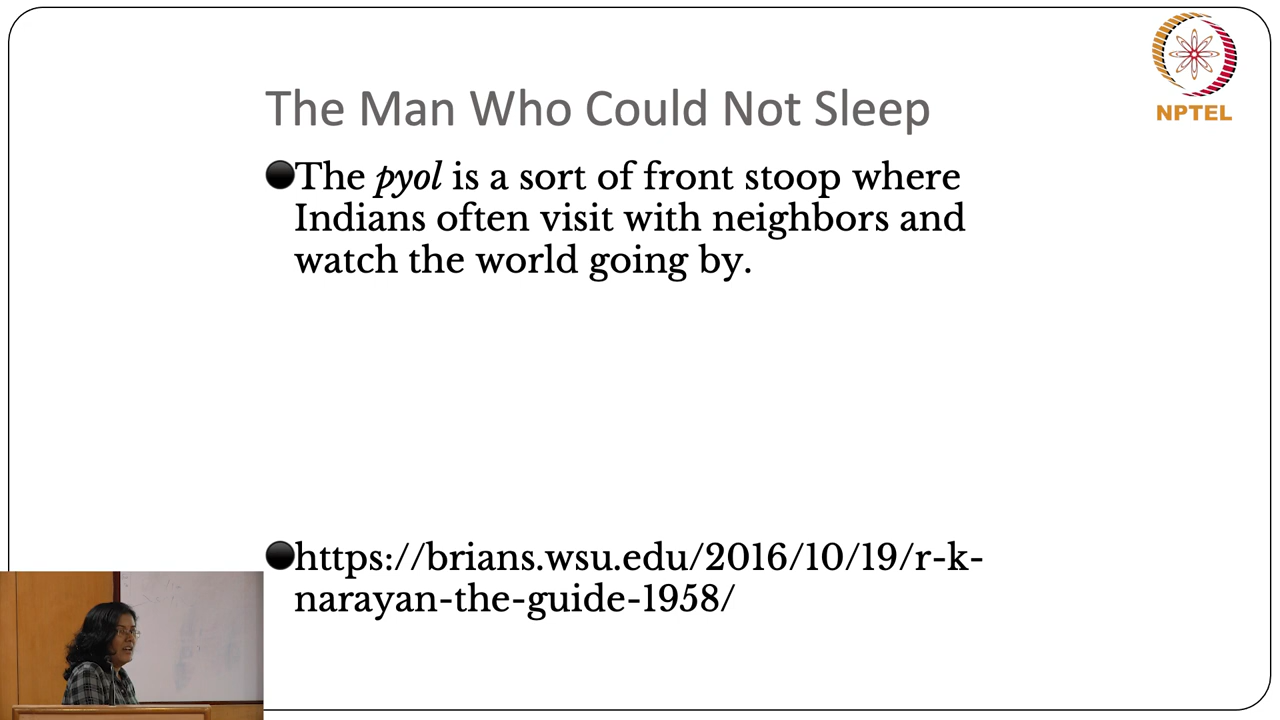 NPTEL
The Man Who Could Not Sleep
The pyol is a sort of front stoop where
Indians often visit with neighbors and
watch the world going by.
https://brians.wsu.edu/2016/10/19/r-k-
narayan-the-guide-1958/